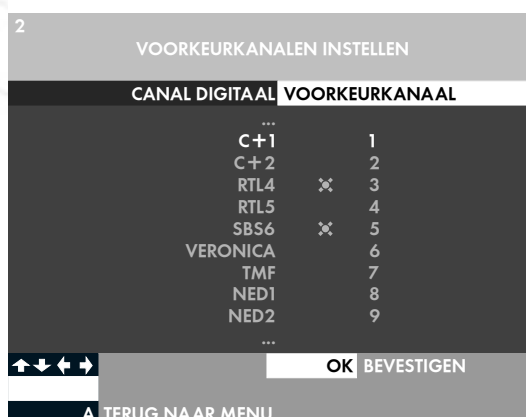 2
VOORKEURKANALEN INSTELLEN
CANAL DIGITAAL VOORKEURKANAAL
...
C+1 1
C+2 2
RTL4 3
RTL5 4
SBS6 5
VERONICA 6
TMF 7
NED1 8
NED2 9
...
OK BEVESTIGEN
A TERUG NAAR MENU